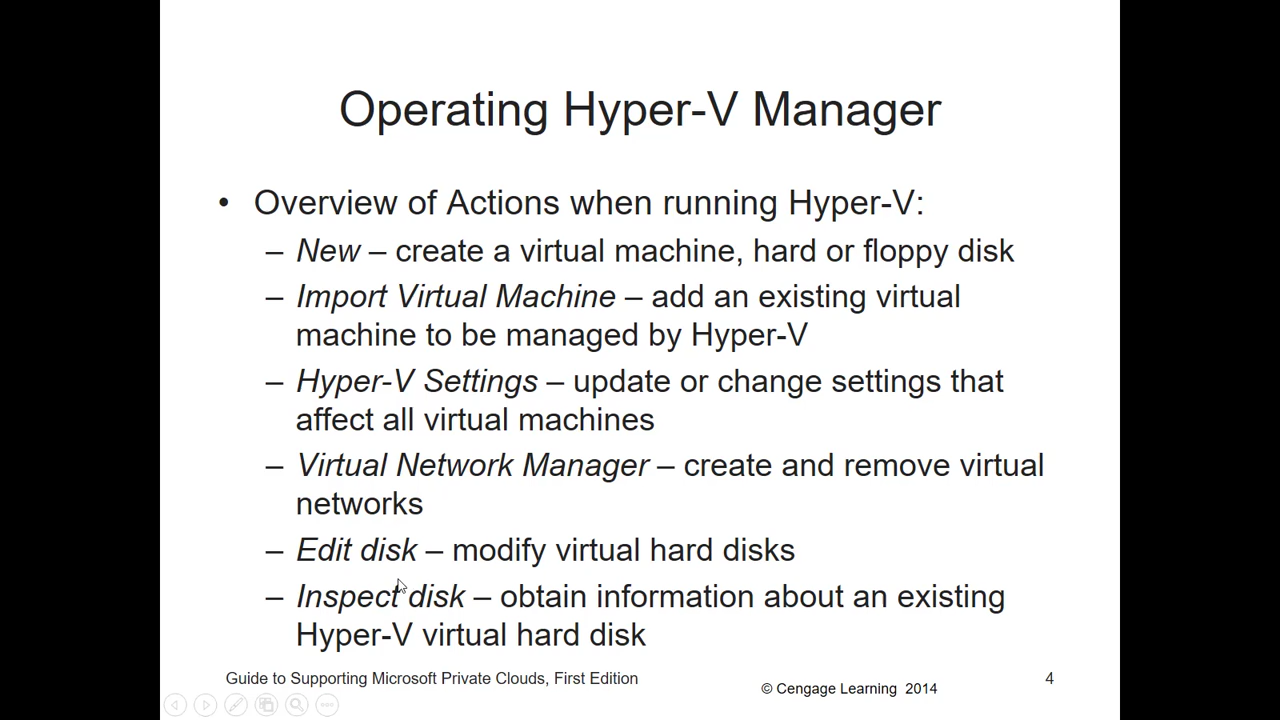 Operating Hyper-V Manager
• Overview of Actions when running Hyper-V:
– New – create a virtual machine, hard or floppy disk
– Import Virtual Machine – add an existing virtual
machine to be managed by Hyper-V
– Hyper-V Settings – update or change settings that
affect all virtual machines
– Virtual Network Manager – create and remove virtual
networks
– Edit disk – modify virtual hard disks
– Inspect disk – obtain information about an existing
Hyper-V virtual hard disk
Guide to Supporting Microsoft Private Clouds, First Edition
© Cengage Learning 2014
4